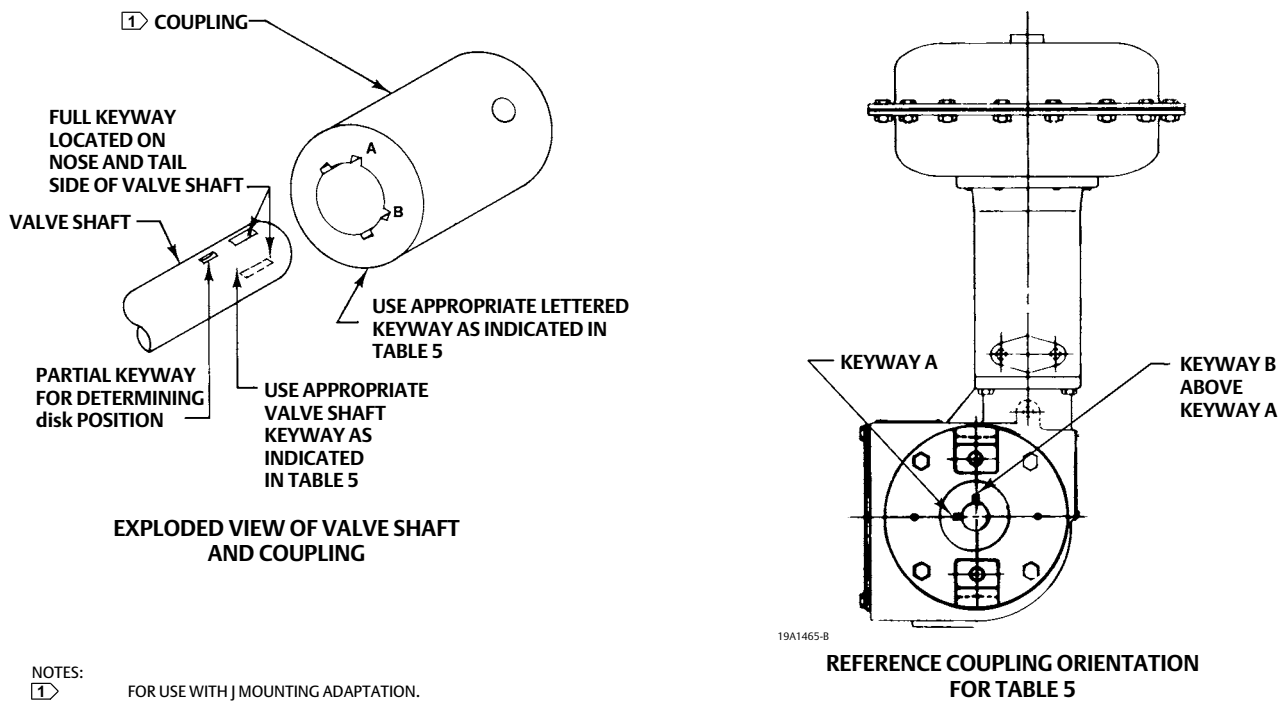 1 COUPLING
FULL KEYWAY
LOCATED ON
NOSE AND TAIL
SIDE OF VALVE SHAFT
VALVE SHAFT
A
B
USE APPROPRIATE LETTERED
KEYWAY AS INDICATED IN
TABLE 5
PARTIAL KEYWAY
FOR DETERMINING
disk POSITION
USE APPROPRIATE
VALVE SHAFT
KEYWAY AS
INDICATED
IN TABLE 5
EXPLODED VIEW OF VALVE SHAFT
AND COUPLING
NOTES:
1 FOR USE WITH J MOUNTING ADAPTATION.
KEYWAY A
KEYWAY B
ABOVE
KEYWAY A
19A1465-B
REFERENCE COUPLING ORIENTATION
FOR TABLE 5